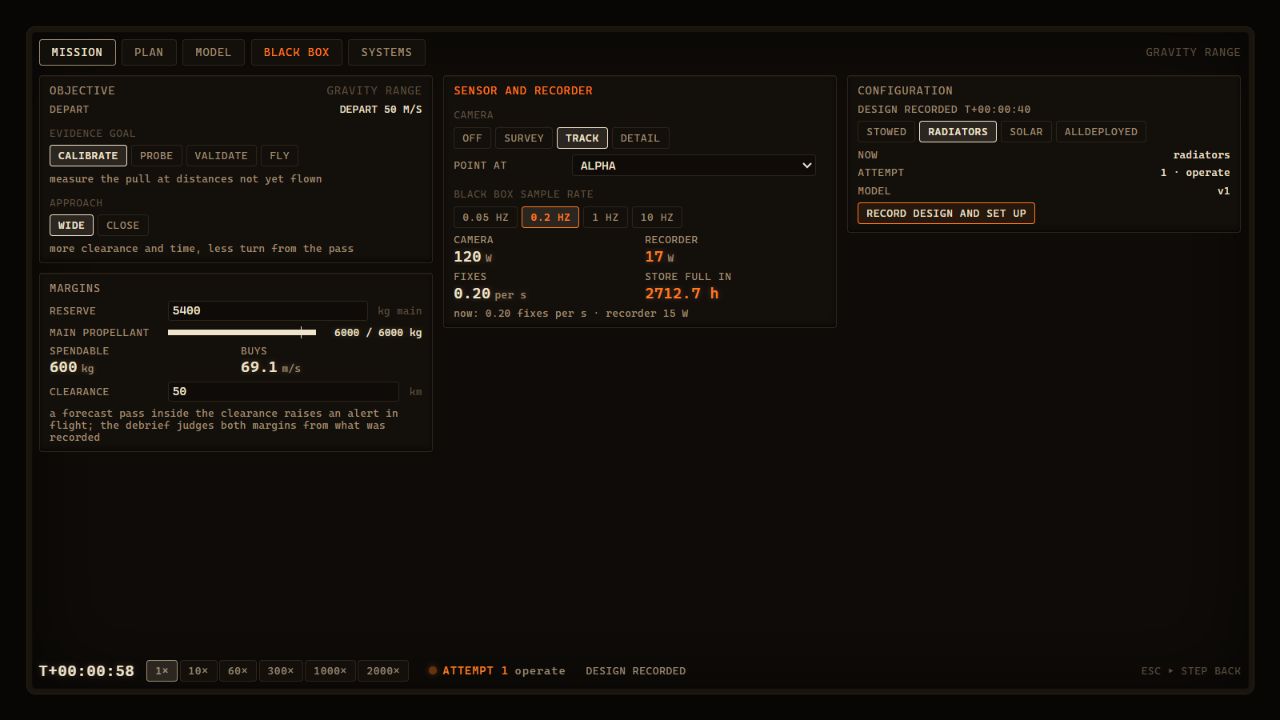 MISSION PLAN MODEL BLACK BOX SYSTEMS GRAVITY RANGE
OBJECTIVE GRAVITY RANGE
DEPART DEPART 50 M/S
EVIDENCE GOAL
CALIBRATE PROBE VALIDATE FLY
measure the pull at distances not yet flown
APPROACH
WIDE CLOSE
more clearance and time, less turn from the pass
MARGINS
RESERVE 5400 kg main
MAIN PROPELLANT 6000 / 6000 kg
SPENDABLE BUYS
600 kg 69.1 m/s
CLEARANCE 50 km
a forecast pass inside the clearance raises an alert in
flight; the debrief judges both margins from what was
recorded
SENSOR AND RECORDER
CAMERA
OFF SURVEY TRACK DETAIL
POINT AT ALPHA
BLACK BOX SAMPLE RATE
0.05 HZ 0.2 HZ 1 HZ 10 HZ
CAMERA RECORDER
120 W 17 W
FIXES STORE FULL IN
0.20 per s 2712.7 h
now: 0.20 fixes per s · recorder 15 W
CONFIGURATION
DESIGN RECORDED T+00:00:40
STOWED RADIATORS SOLAR ALLDEPLOYED
NOW radiators
ATTEMPT 1 · operate
MODEL v1
RECORD DESIGN AND SET UP
T+00:00:58 1× 10× 60× 300× 1000× 2000× ATTEMPT 1 operate DESIGN RECORDED ESC ▸ STEP BACK